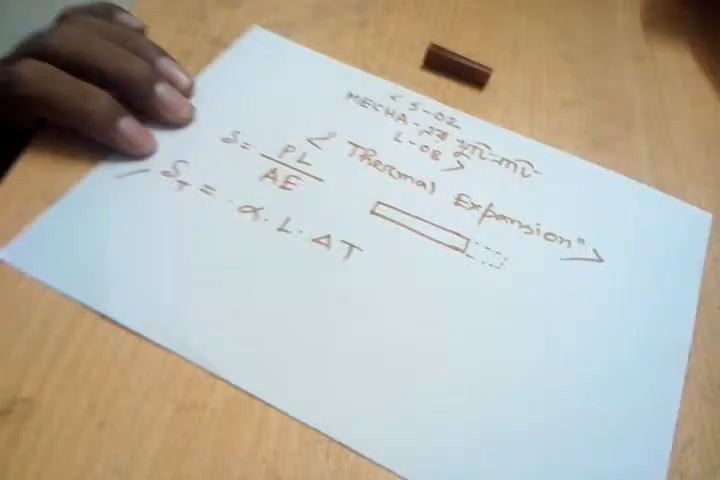 < S-02
MECHA-র সাতে-পাঁচে
L-08 >
< Thermal Expansion" >
δ = PL / AE
δT = α. L. ΔT